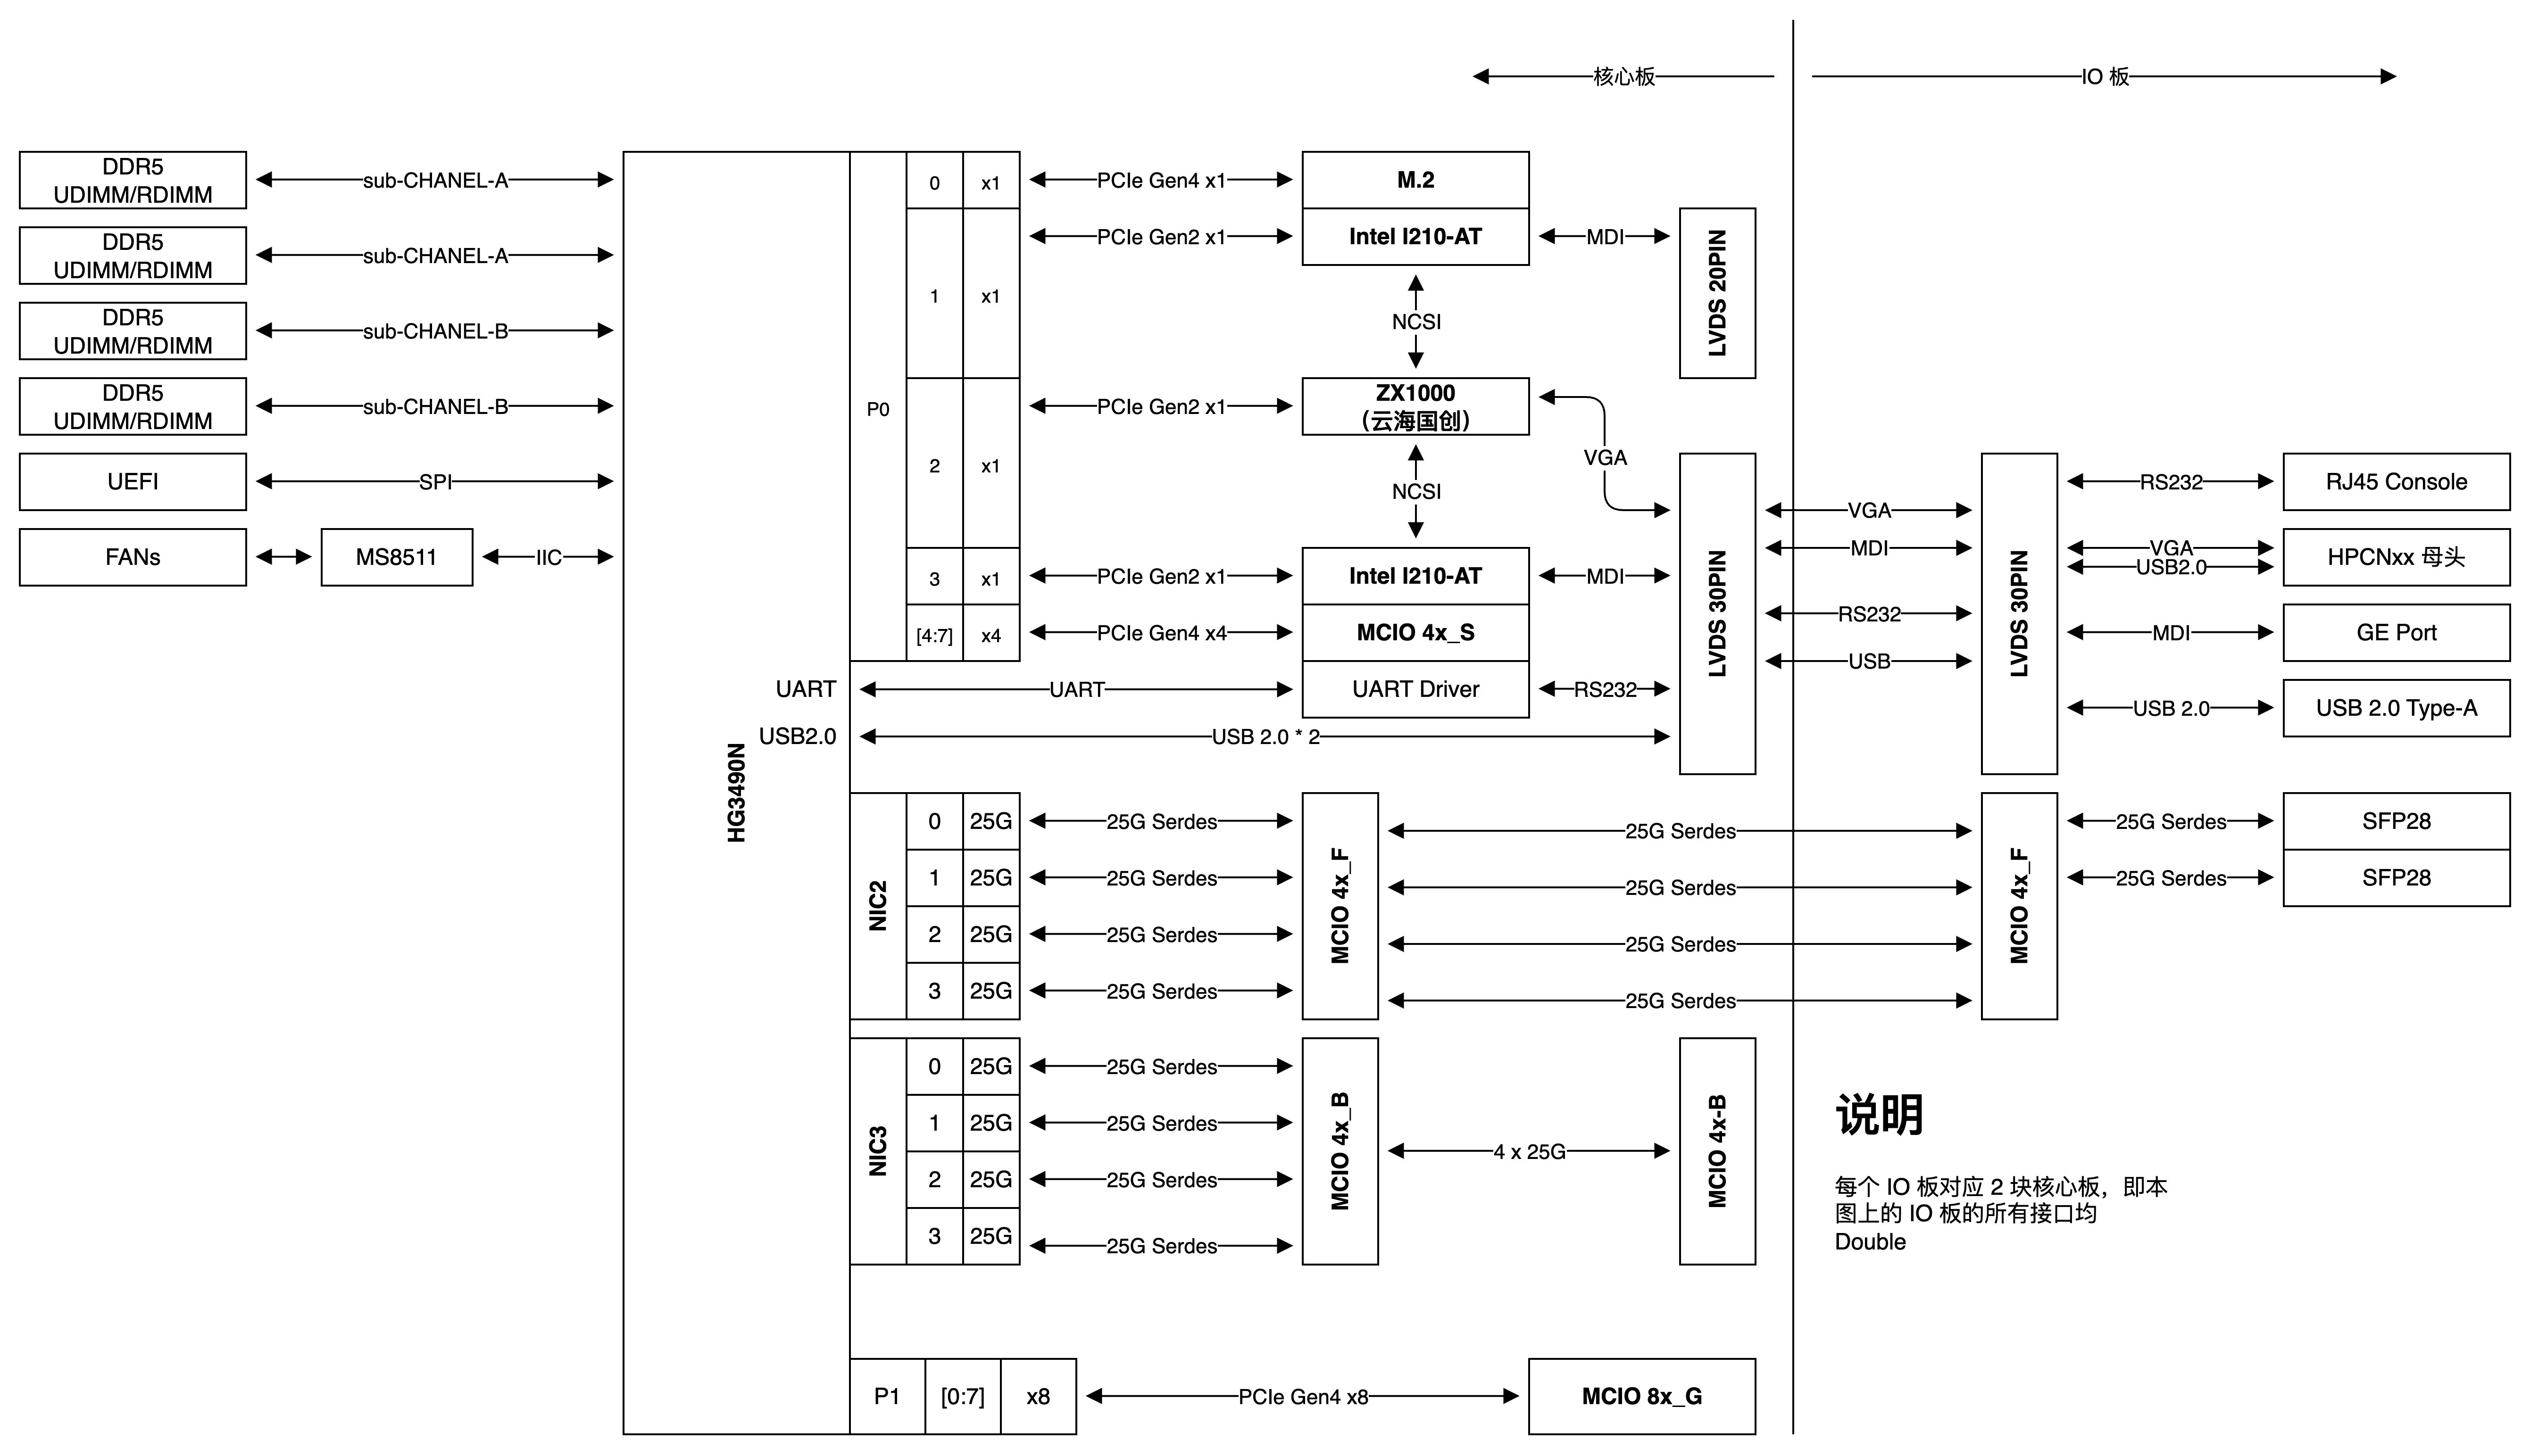 核心板
IO 板
DDR5
UDIMM/RDIMM
sub-CHANEL-A
DDR5
UDIMM/RDIMM
sub-CHANEL-A
DDR5
UDIMM/RDIMM
sub-CHANEL-B
DDR5
UDIMM/RDIMM
sub-CHANEL-B
UEFI
SPI
FANs
MS8511
IIC
HG3490N
UART
USB2.0
P0
0
x1
1
x1
2
x1
3
x1
[4:7]
x4
PCIe Gen4 x1
PCIe Gen2 x1
PCIe Gen2 x1
PCIe Gen2 x1
PCIe Gen4 x4
UART
USB 2.0 * 2
M.2
Intel I210-AT
NCSI
ZX1000
（云海国创）
NCSI
Intel I210-AT
MCIO 4x_S
UART Driver
MDI
VGA
MDI
RS232
LVDS 20PIN
LVDS 30PIN
VGA
MDI
RS232
USB
LVDS 30PIN
RS232
VGA
USB2.0
MDI
USB 2.0
RJ45 Console
HPCNxx 母头
GE Port
USB 2.0 Type-A
NIC2
0
25G
25G Serdes
1
25G
25G Serdes
2
25G
25G Serdes
3
25G
25G Serdes
MCIO 4x_F
25G Serdes
25G Serdes
25G Serdes
25G Serdes
MCIO 4x_F
25G Serdes
SFP28
25G Serdes
SFP28
NIC3
0
25G
25G Serdes
1
25G
25G Serdes
2
25G
25G Serdes
3
25G
25G Serdes
MCIO 4x_B
4 x 25G
MCIO 4x-B
P1
[0:7]
x8
PCIe Gen4 x8
MCIO 8x_G
说明
每个 IO 板对应 2 块核心板，即本
图上的 IO 板的所有接口均
Double